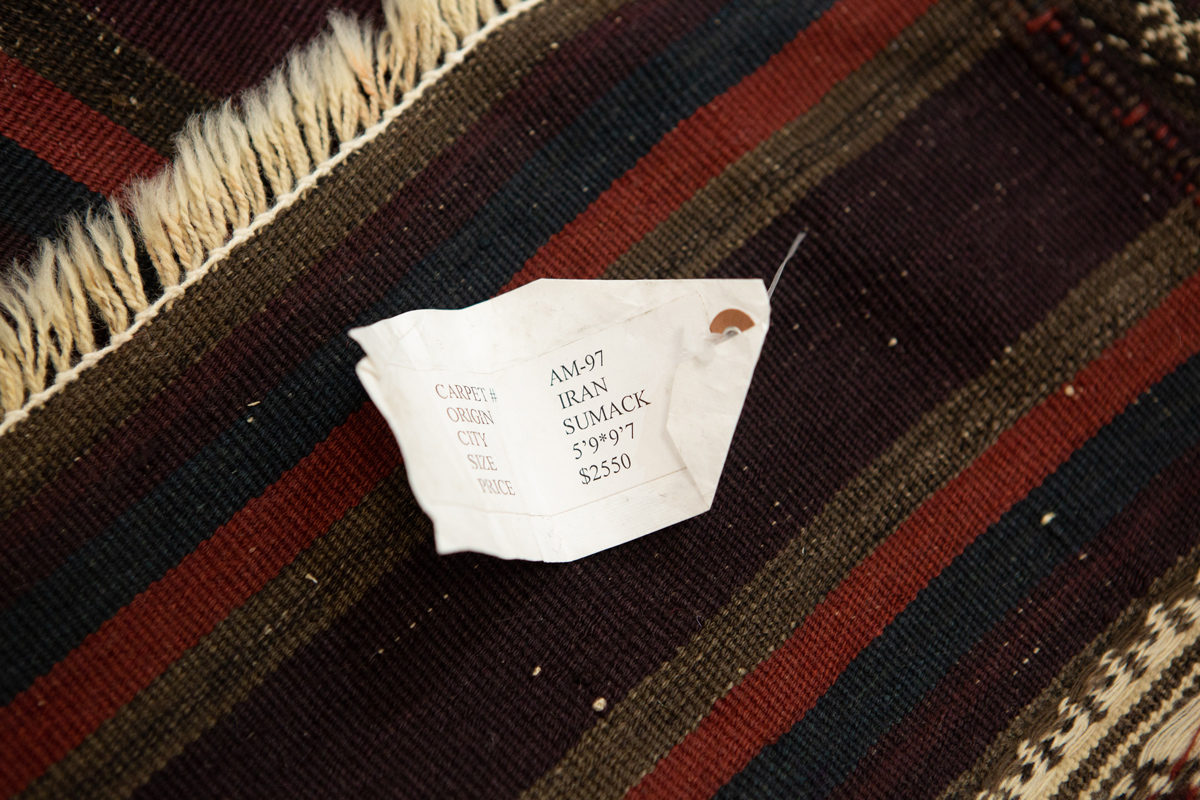 CARPET # AM-97
ORIGIN IRAN
CITY SUMACK
SIZE 5'9*9'7
PRICE $2550